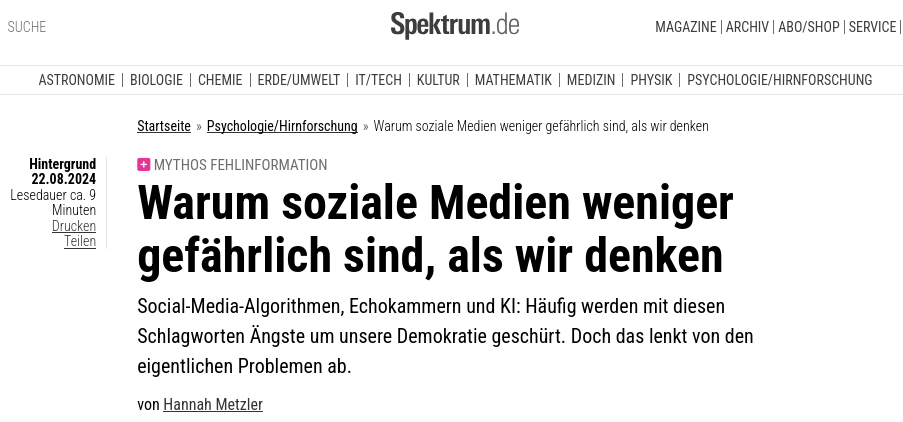 SUCHE
Spektrum.de
MAGAZINE | ARCHIV | ABO/SHOP | SERVICE |
ASTRONOMIE | BIOLOGIE | CHEMIE | ERDE/UMWELT | IT/TECH | KULTUR | MATHEMATIK | MEDIZIN | PHYSIK | PSYCHOLOGIE/HIRNFORSCHUNG
Startseite » Psychologie/Hirnforschung » Warum soziale Medien weniger gefährlich sind, als wir denken
Hintergrund
22.08.2024
Lesedauer ca. 9
Minuten
Drucken
Teilen
+ MYTHOS FEHLINFORMATION
Warum soziale Medien weniger
gefährlich sind, als wir denken
Social-Media-Algorithmen, Echokammern und KI: Häufig werden mit diesen
Schlagworten Ängste um unsere Demokratie geschürt. Doch das lenkt von den
eigentlichen Problemen ab.
von Hannah Metzler